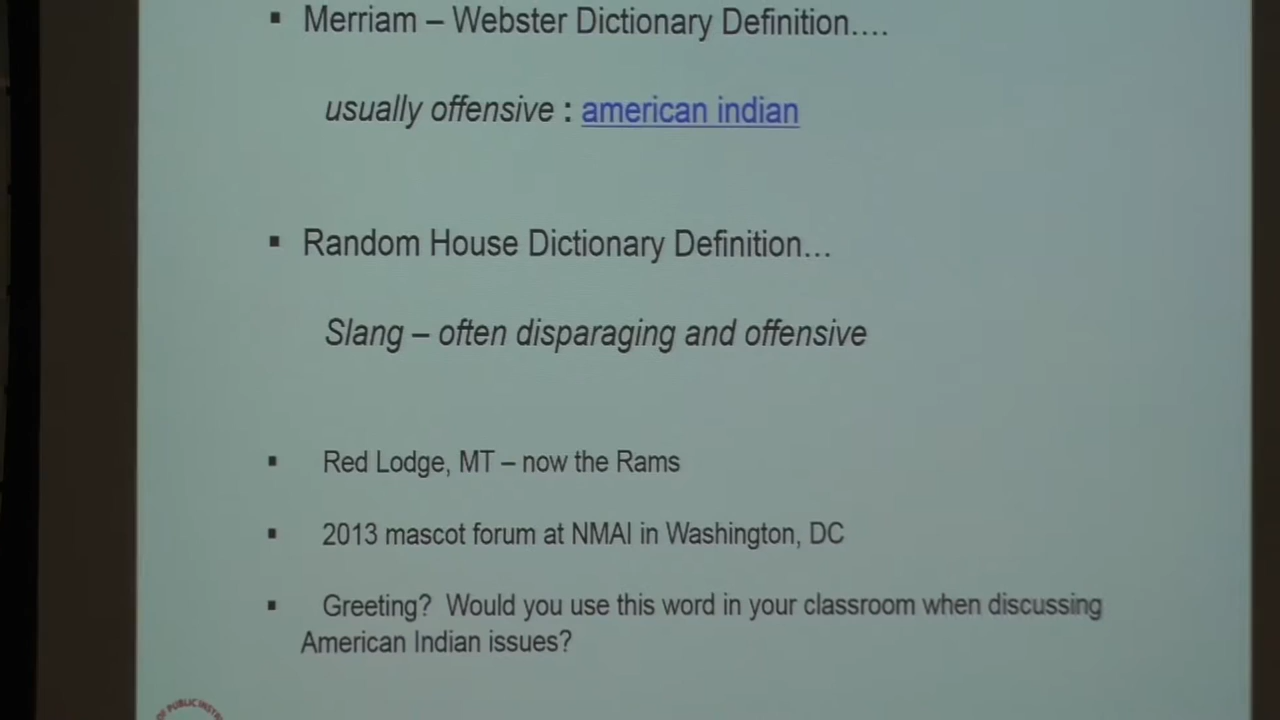 ▪ Merriam – Webster Dictionary Definition….
usually offensive : american indian
▪ Random House Dictionary Definition…
Slang – often disparaging and offensive
▪ Red Lodge, MT – now the Rams
▪ 2013 mascot forum at NMAI in Washington, DC
▪ Greeting? Would you use this word in your classroom when discussing
American Indian issues?
OF PUBLIC